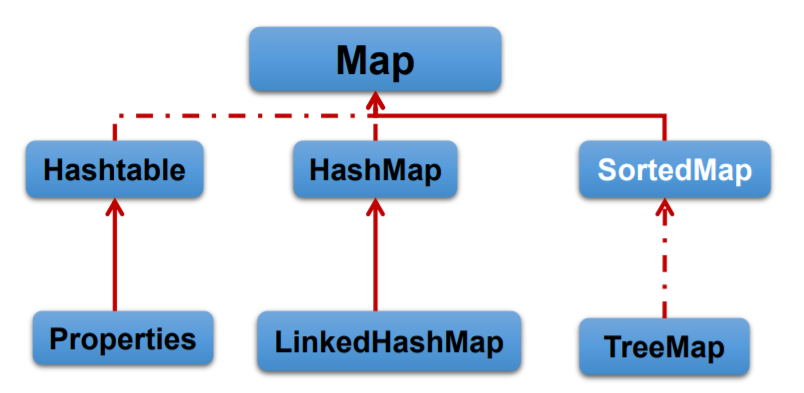 Map
Hashtable
HashMap
SortedMap
Properties
LinkedHashMap
TreeMap